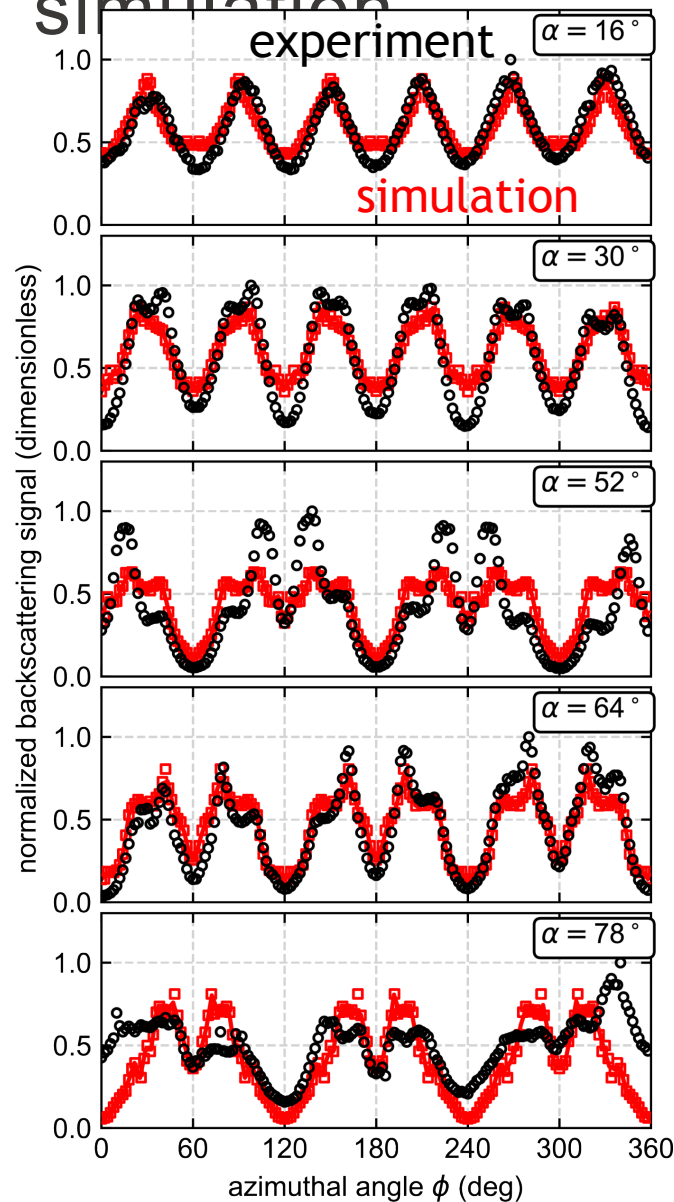 simulation
experiment
α = 16°
1.0
0.5
simulation
0.0
α = 30°
1.0
0.5
0.0
α = 52°
1.0
0.5
0.0
α = 64°
1.0
0.5
0.0
α = 78°
1.0
0.5
0.0
0 60 120 180 240 300 360
azimuthal angle ϕ (deg)
normalized backscattering signal (dimensionless)